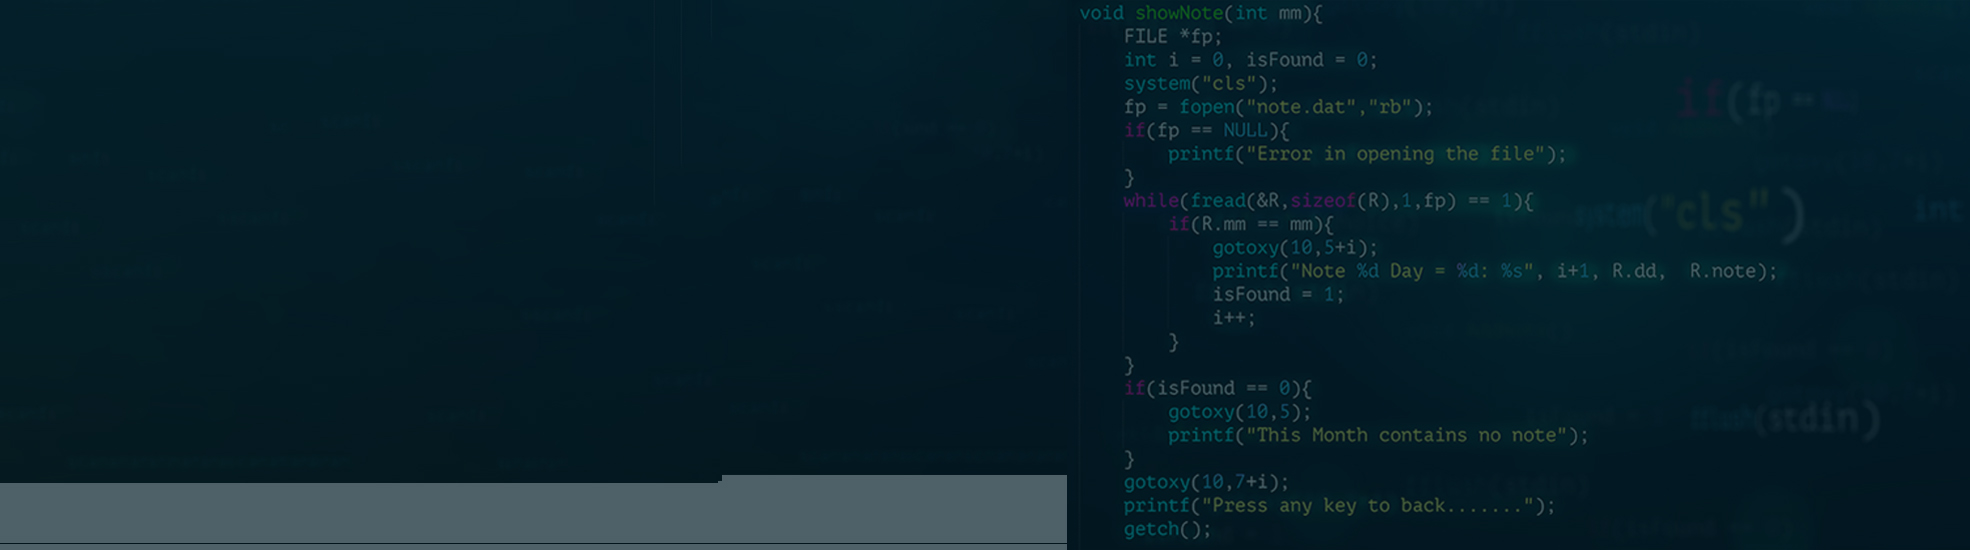 void showNote(int mm){
FILE *fp;
int i = 0, isFound = 0;
system("cls");
fp = fopen("note.dat","rb");
if(fp == NULL){
printf("Error in opening the file");
}
while(fread(&R,sizeof(R),1,fp) == 1){
if(R.mm == mm){
gotoxy(10,5+i);
printf("Note %d Day = %d: %s", i+1, R.dd,  R.note);
isFound = 1;
i++;
}
}
if(isFound == 0){
gotoxy(10,5);
printf("This Month contains no note");
}
gotoxy(10,7+i);
printf("Press any key to back.......");
getch();
if(fp ==
system("cls")
int
(stdin)